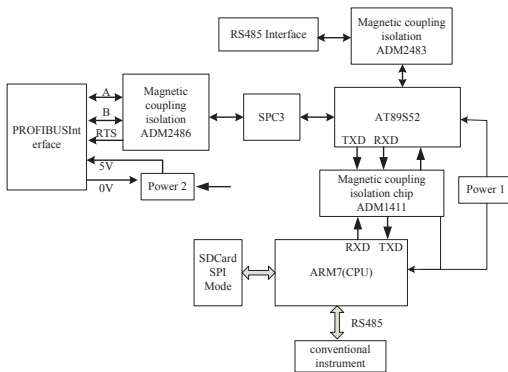 RS485 Interface
Magnetic coupling
isolation
ADM2483
PROFIBUSInt
erface
A
B
RTS
5V
0V
Magnetic
coupling
isolation
ADM2486
SPC3
AT89S52
TXD RXD
Power 2
Magnetic coupling
isolation chip
ADM1411
Power 1
RXD TXD
SDCard
SPI
Mode
ARM7(CPU)
RS485
conventional
instrument